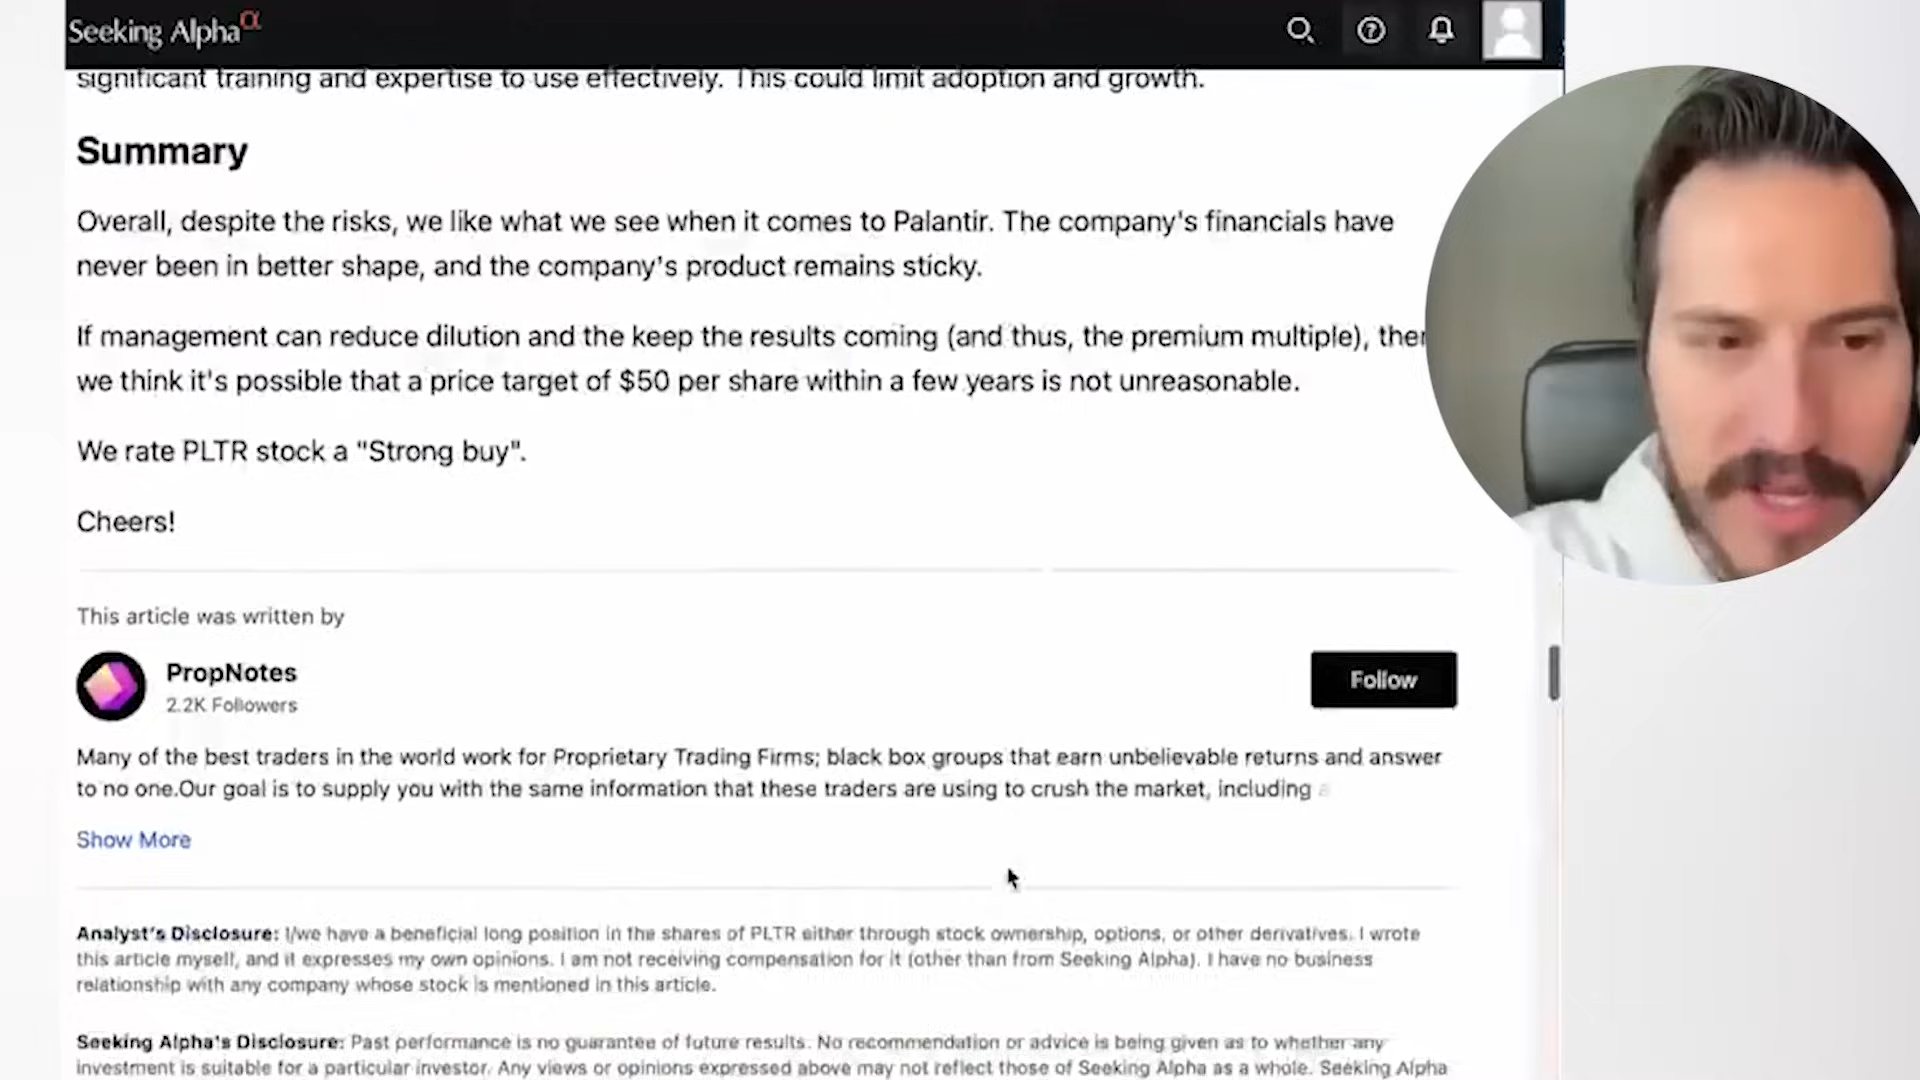 Seeking Alpha α
significant training and expertise to use effectively. This could limit adoption and growth.
Summary
Overall, despite the risks, we like what we see when it comes to Palantir. The company's financials have
never been in better shape, and the company's product remains sticky.
If management can reduce dilution and the keep the results coming (and thus, the premium multiple), then
we think it's possible that a price target of $50 per share within a few years is not unreasonable.
We rate PLTR stock a "Strong buy".
Cheers!
This article was written by
PropNotes
2.2K Followers
Follow
Many of the best traders in the world work for Proprietary Trading Firms; black box groups that earn unbelievable returns and answer
to no one.Our goal is to supply you with the same information that these traders are using to crush the market, including a
Show More
Analyst's Disclosure: I/we have a beneficial long position in the shares of PLTR either through stock ownership, options, or other derivatives. I wrote
this article myself, and it expresses my own opinions. I am not receiving compensation for it (other than from Seeking Alpha). I have no business
relationship with any company whose stock is mentioned in this article.
Seeking Alpha's Disclosure: Past performance is no guarantee of future results. No recommendation or advice is being given as to whether any
investment is suitable for a particular investor. Any views or opinions expressed above may not reflect those of Seeking Alpha as a whole. Seeking Alpha